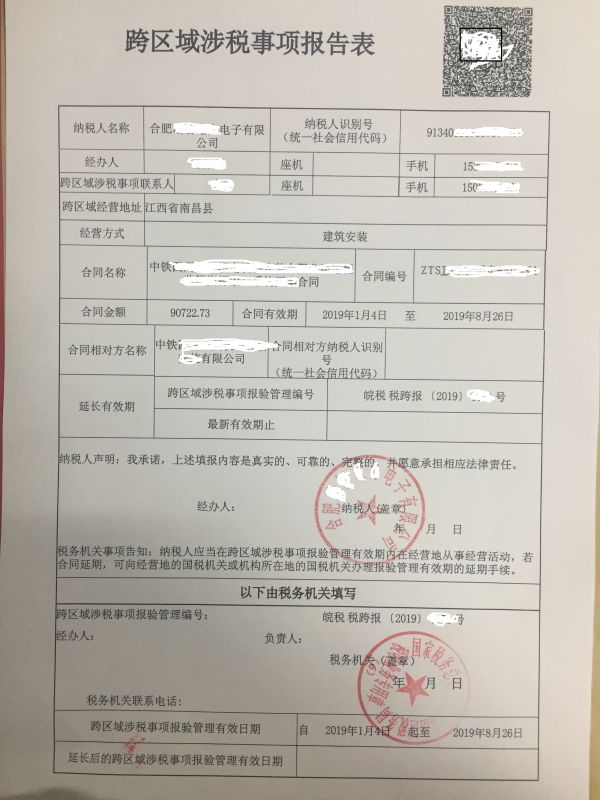 跨区域涉税事项报告表
纳税人名称 合肥 电子有限 纳税人识别号 91340
公司 (统一社会信用代码)
经办人 座机 手机 15
跨区域涉税事项联系人 座机 手机 150
跨区域经营地址 江西省南昌县
经营方式 建筑安装
合同名称 中铁 合同编号 ZTS
合同
合同金额 90722.73 合同有效期 2019年1月4日 至 2019年8月26日
合同相对方名称 中铁 合同相对方纳税人识别
有限公司 号
(统一社会信用代码)
延长有效期 跨区域涉税事项报验管理编号 皖税 税跨报 〔2019〕 号
最新有效期止
纳税人声明：我承诺，上述填报内容是真实的、可靠的、完整的，并愿意承担相应法律责任。
经办人： 纳税人(盖章)
年 月 日
税务机关事项告知：纳税人应当在跨区域涉税事项报验管理有效期内在经营地从事经营活动，若
合同延期，可向经营地的国税机关或机构所在地的国税机关办理报验管理有效期的延期手续。
以下由税务机关填写
跨区域涉税事项报验管理编号： 皖税 税跨报 〔2019〕 号
经办人： 负责人：
税务机关（盖章）
年 月 日
税务机关联系电话：
跨区域涉税事项报验管理有效日期 自 2019年1月4日 起至 2019年8月26日
延长后的跨区域涉税事项报验管理有效日期
合肥 电子有限公司
国家税务